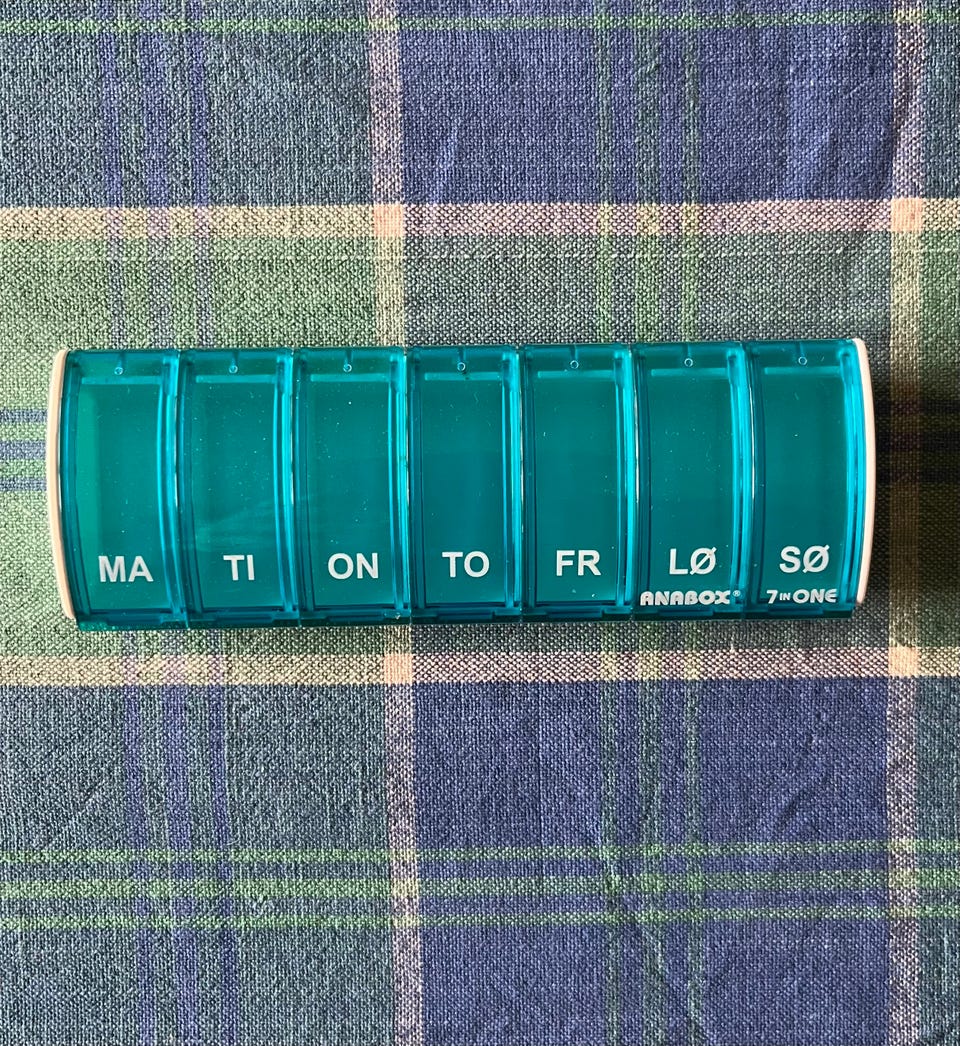 MA TI ON TO FR LØ SØ
ANABOX® 7 IN ONE